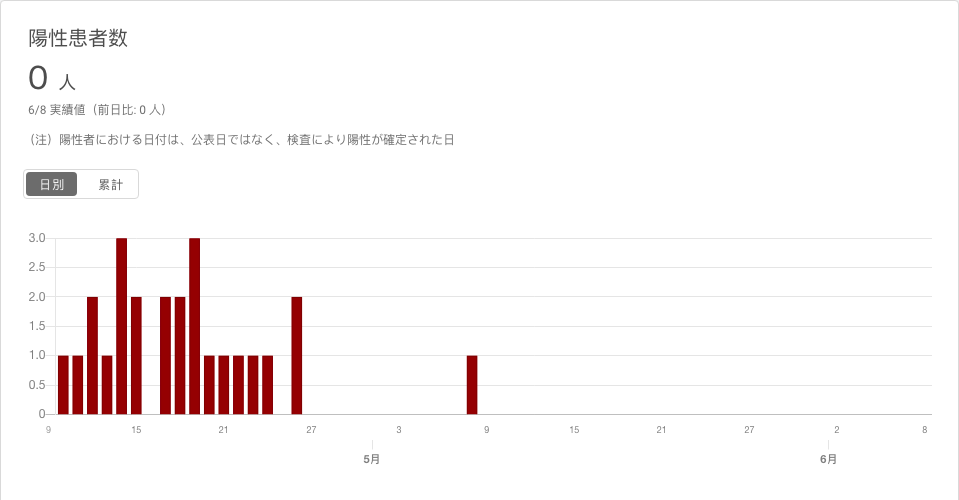 陽性患者数
0 人
6/8 実績値（前日比: 0 人）
（注）陽性者における日付は、公表日ではなく、検査により陽性が確定された日
日別 累計
3.0
2.5
2.0
1.5
1.0
0.5
0
9 15 21 27 3 9 15 21 27 2 8
5月 6月